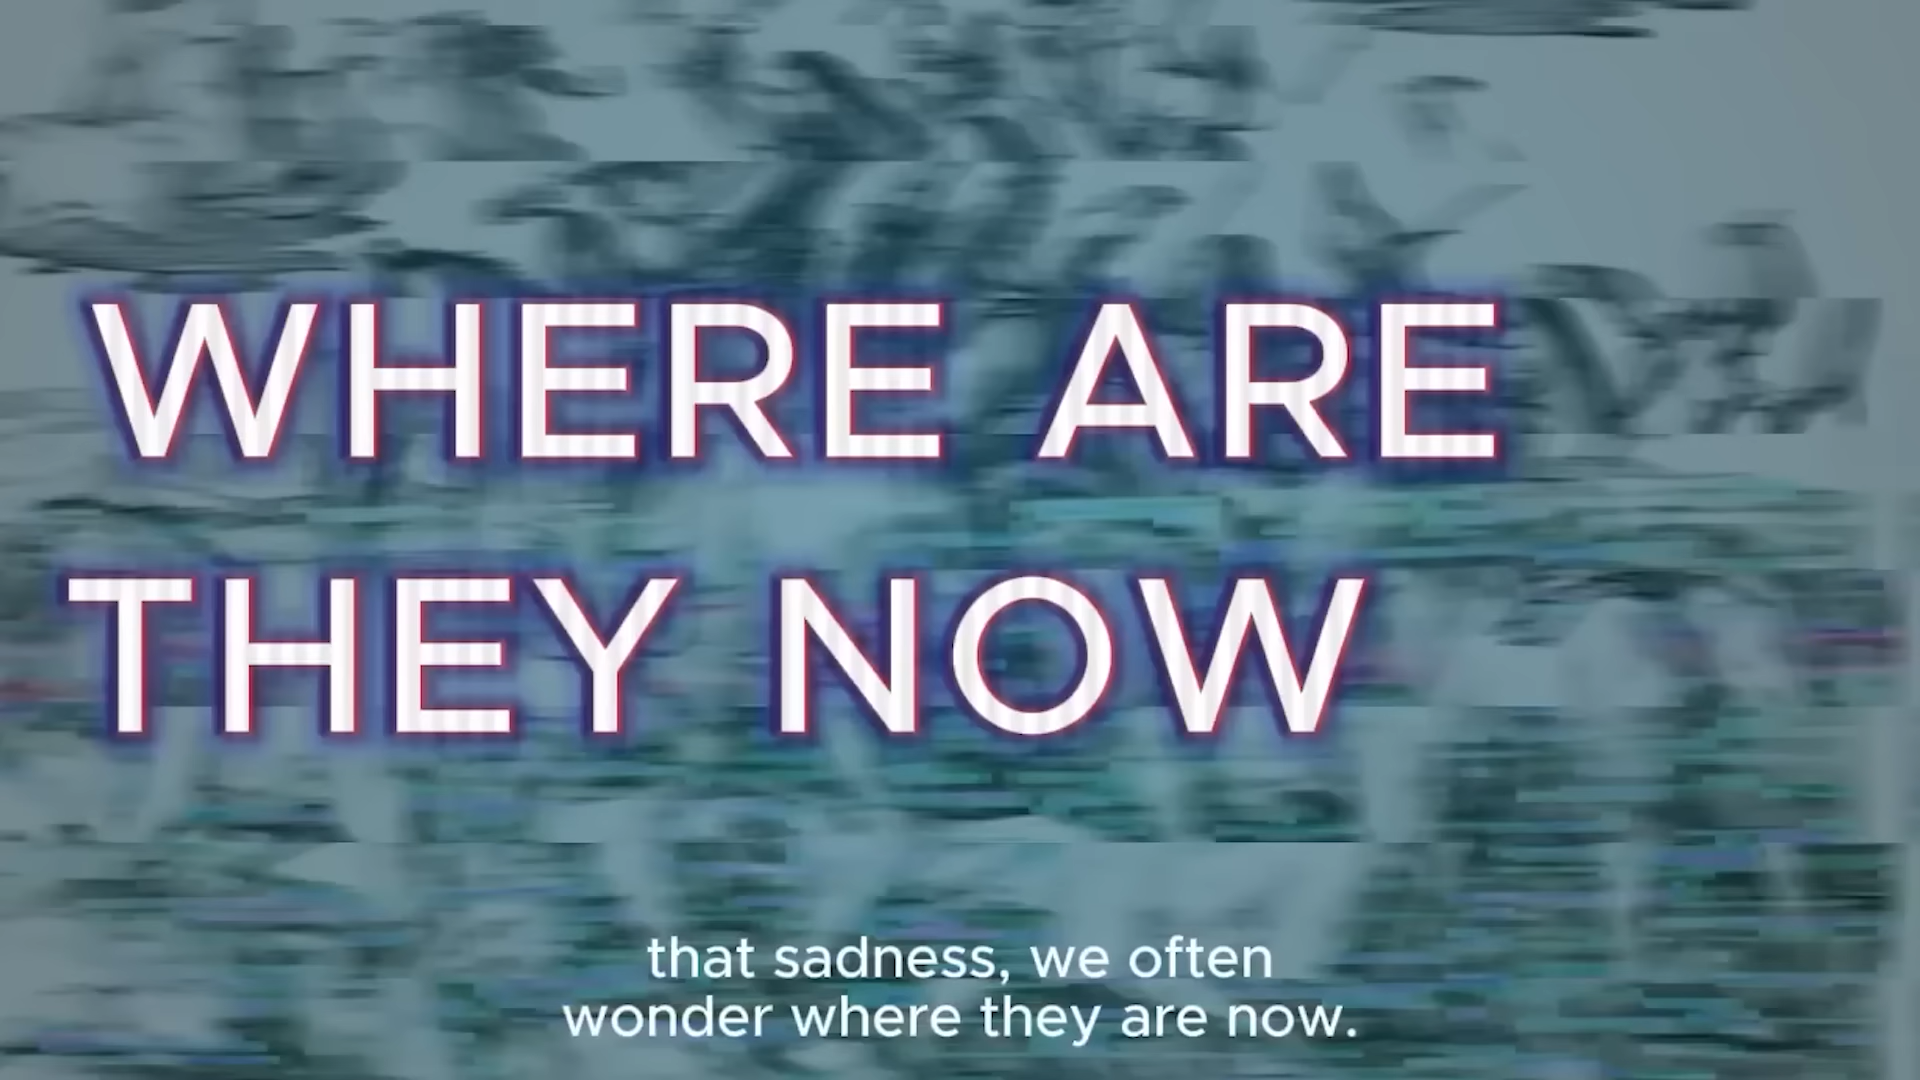 WHERE ARE
THEY NOW
that sadness, we often
wonder where they are now.